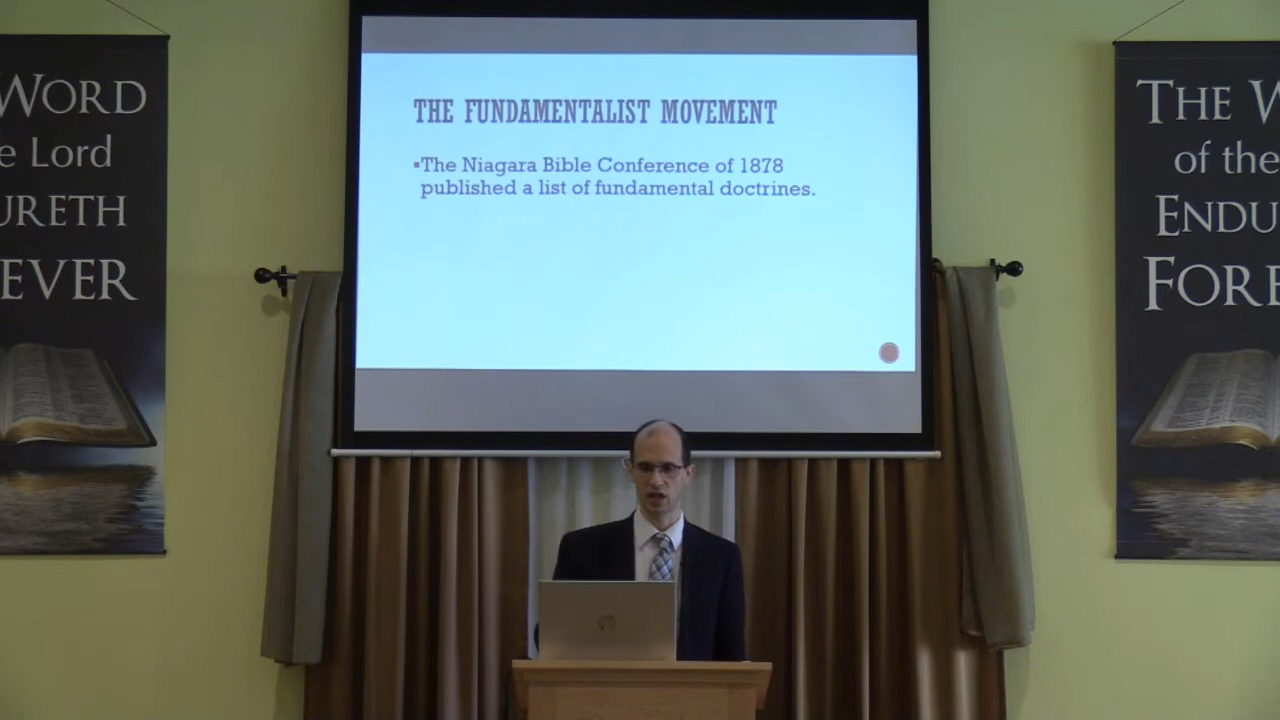 WORD
e Lord
URETH
EVER
THE FUNDAMENTALIST MOVEMENT
▪The Niagara Bible Conference of 1878
published a list of fundamental doctrines.
THE W
of the
ENDU
FORE